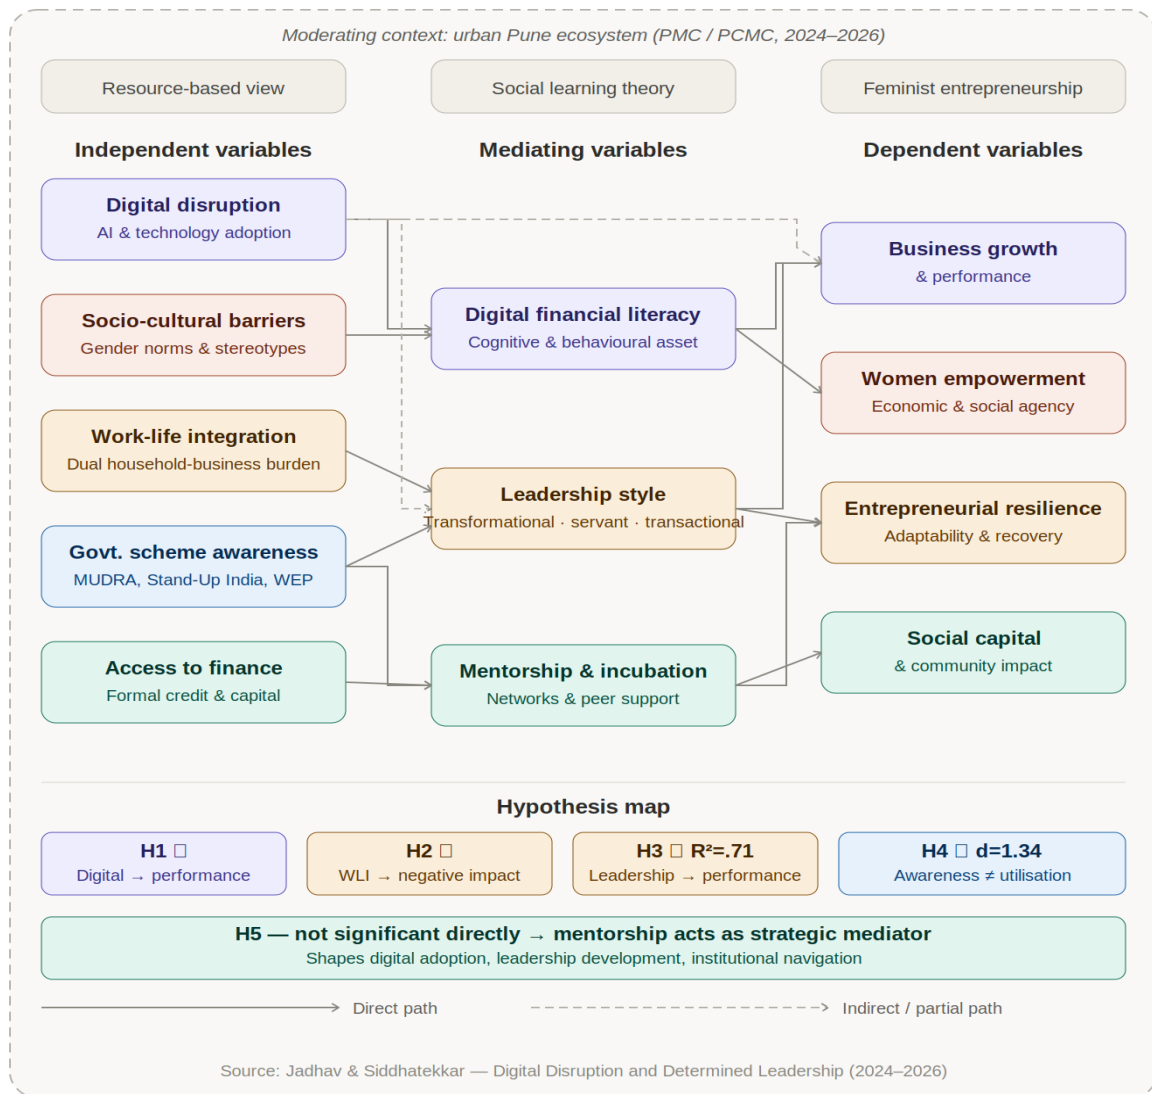 Moderating context: urban Pune ecosystem (PMC / PCMC, 2024–2026)
Resource-based view
Social learning theory
Feminist entrepreneurship
Independent variables
Mediating variables
Dependent variables
Digital disruption
AI & technology adoption
Socio-cultural barriers
Gender norms & stereotypes
Work-life integration
Dual household-business burden
Govt. scheme awareness
MUDRA, Stand-Up India, WEP
Access to finance
Formal credit & capital
Digital financial literacy
Cognitive & behavioural asset
Leadership style
Transformational · servant · transactional
Mentorship & incubation
Networks & peer support
Business growth
& performance
Women empowerment
Economic & social agency
Entrepreneurial resilience
Adaptability & recovery
Social capital
& community impact
Hypothesis map
H1 □
Digital → performance
H2 □
WLI → negative impact
H3 □ R²=.71
Leadership → performance
H4 □ d=1.34
Awareness ≠ utilisation
H5 — not significant directly → mentorship acts as strategic mediator
Shapes digital adoption, leadership development, institutional navigation
Direct path
Indirect / partial path
Source: Jadhav & Siddhatekkar — Digital Disruption and Determined Leadership (2024–2026)